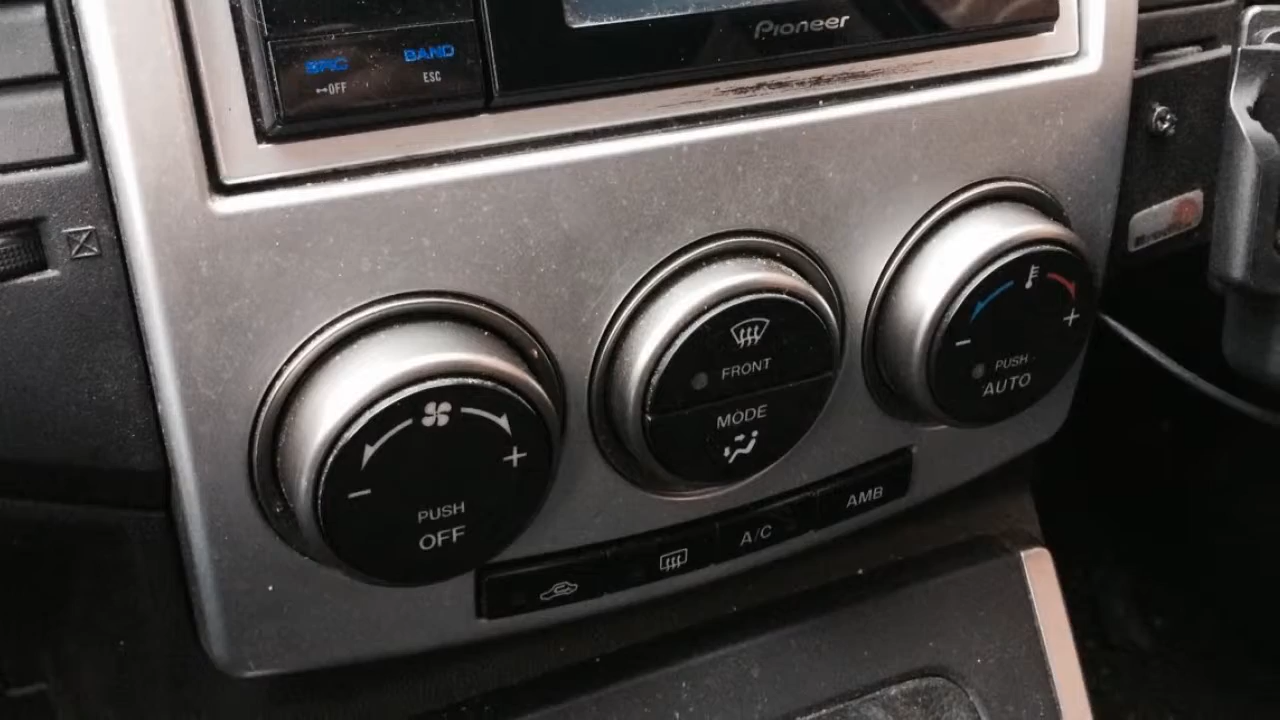 Pioneer
SRC
BAND
OFF
ESC
FRONT
MODE
PUSH
AUTO
PUSH
OFF
A/C
AMB